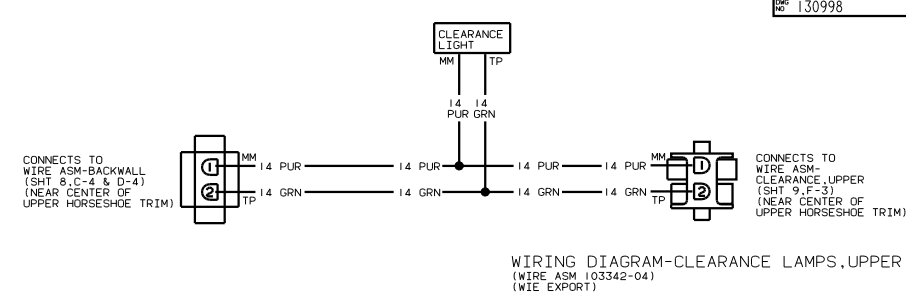 DWG NO 130998
CLEARANCE
LIGHT
MM TP
14 14
PUR GRN
CONNECTS TO
WIRE ASM-BACKWALL
(SHT 8,C-4 & D-4)
(NEAR CENTER OF
UPPER HORSESHOE TRIM)
1 MM 14 PUR 14 PUR 14 PUR 14 PUR MM 1
2 TP 14 GRN 14 GRN 14 GRN 14 GRN TP 2
CONNECTS TO
WIRE ASM-
CLEARANCE,UPPER
(SHT 9,F-3)
(NEAR CENTER OF
UPPER HORSESHOE TRIM)
WIRING DIAGRAM-CLEARANCE LAMPS,UPPER
(WIRE ASM 103342-04)
(WIE EXPORT)